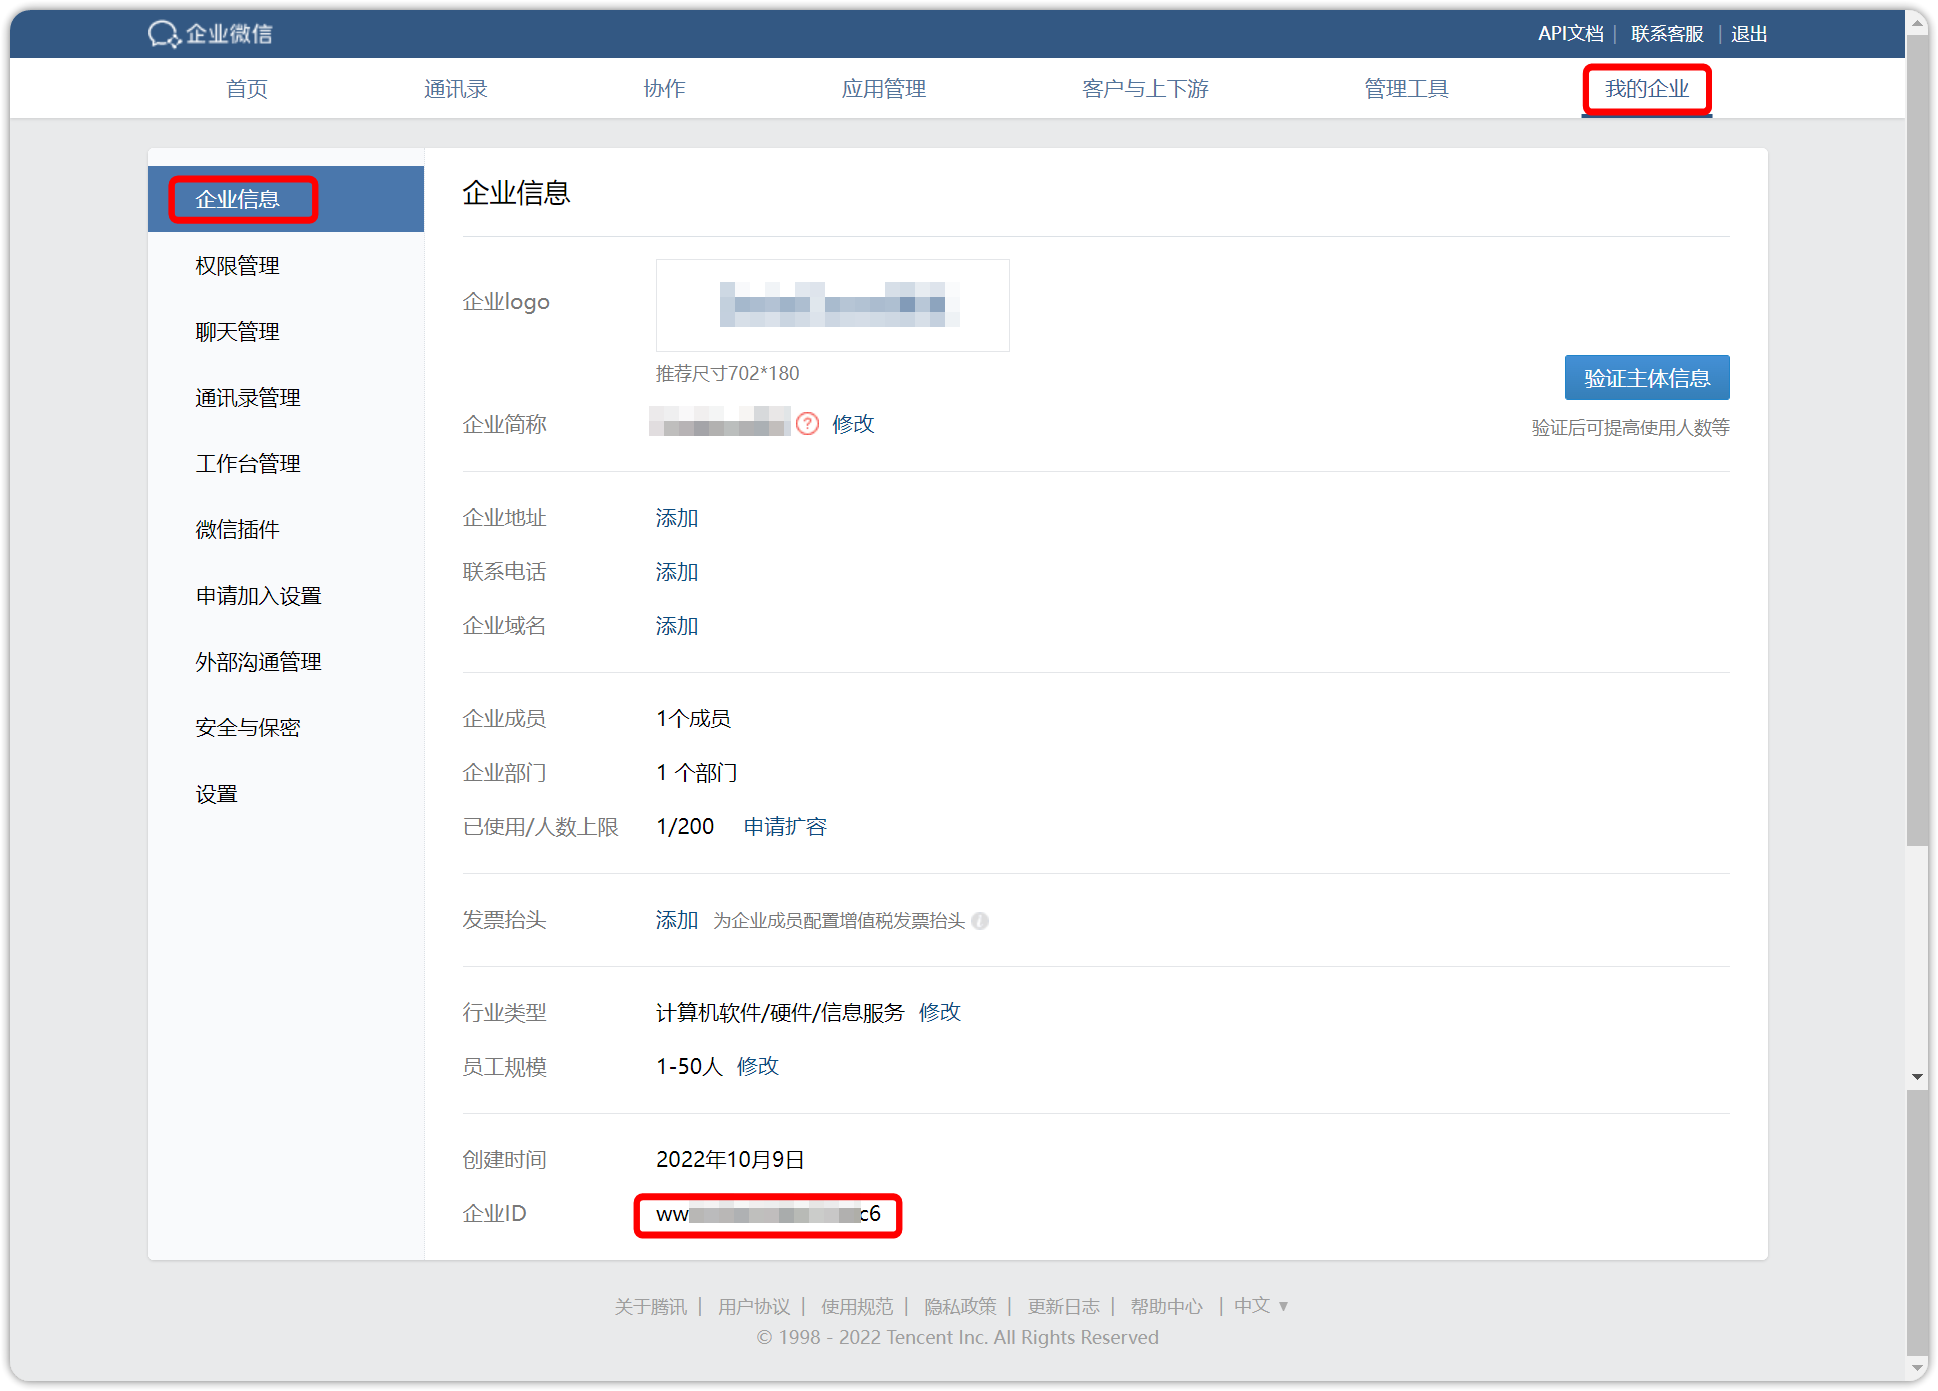 企业微信
API文档 | 联系客服 | 退出
首页 通讯录 协作 应用管理 客户与上下游 管理工具 我的企业
企业信息
权限管理
聊天管理
通讯录管理
工作台管理
微信插件
申请加入设置
外部沟通管理
安全与保密
设置
企业信息
企业logo
推荐尺寸702*180
验证主体信息
验证后可提高使用人数等
企业简称 修改
企业地址 添加
联系电话 添加
企业域名 添加
企业成员 1个成员
企业部门 1 个部门
已使用/人数上限 1/200 申请扩容
发票抬头 添加 为企业成员配置增值税发票抬头
行业类型 计算机软件/硬件/信息服务 修改
员工规模 1-50人 修改
创建时间 2022年10月9日
企业ID ww c6
关于腾讯 | 用户协议 | 使用规范 | 隐私政策 | 更新日志 | 帮助中心 | 中文 ▼
© 1998 - 2022 Tencent Inc. All Rights Reserved